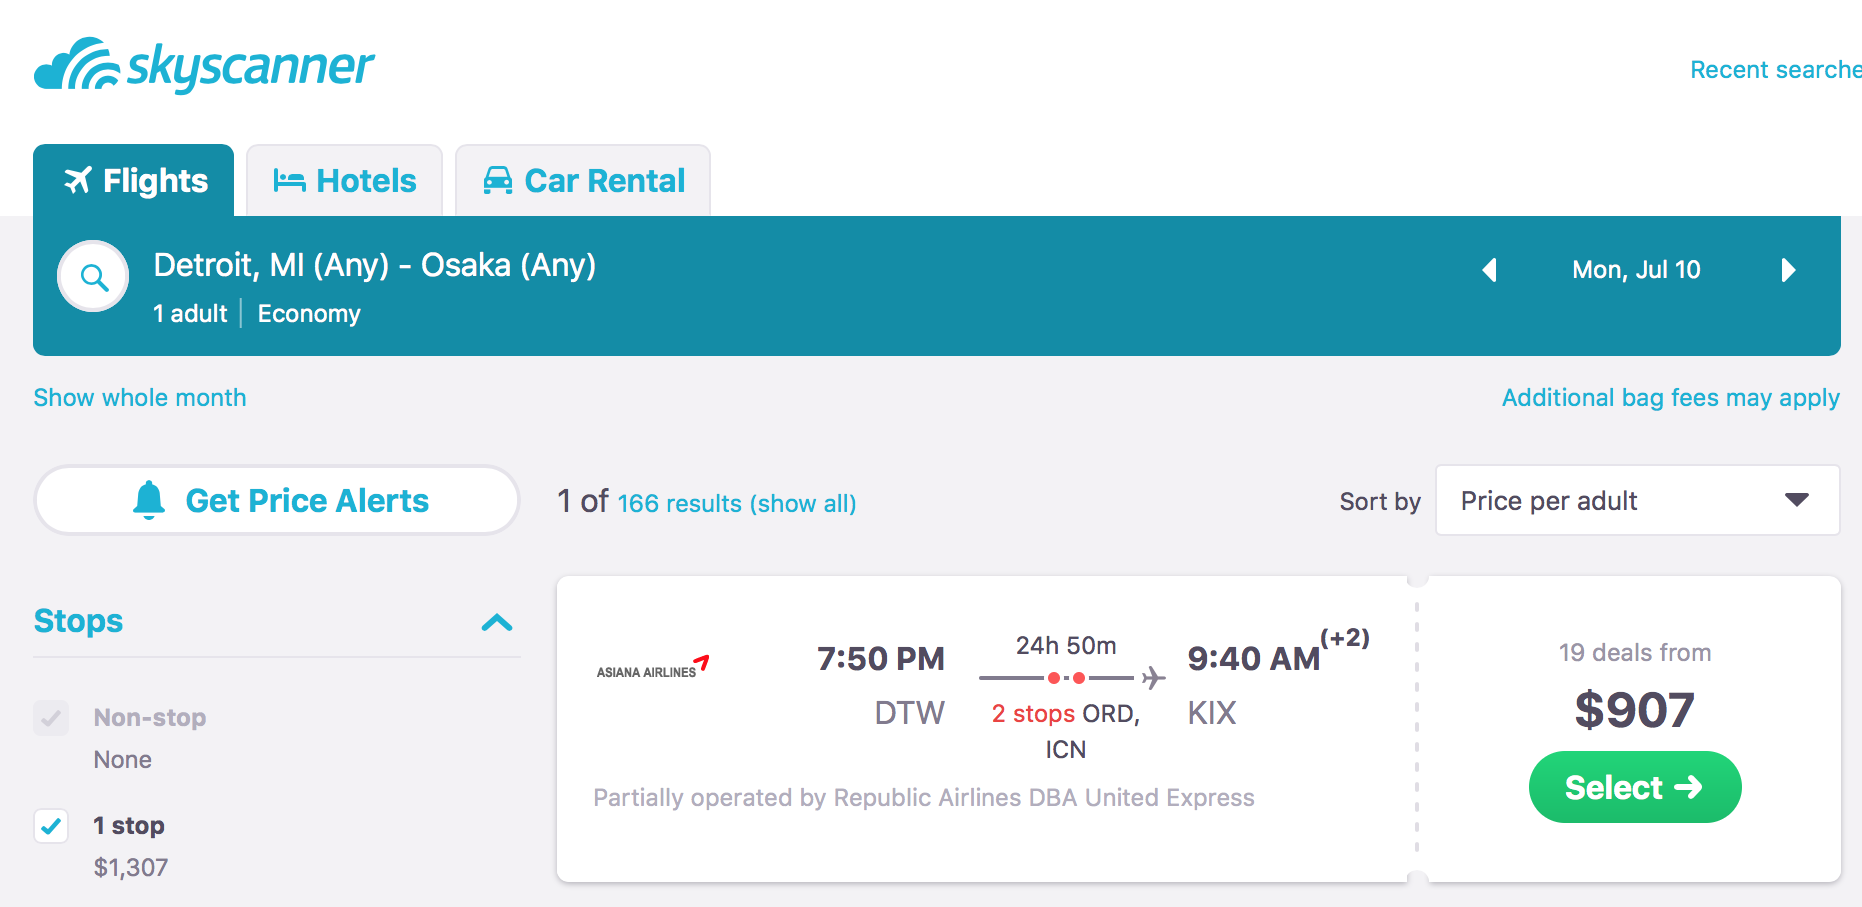 skyscanner
Recent searche
Flights
Hotels
Car Rental
Detroit, MI (Any) - Osaka (Any)
Mon, Jul 10
1 adult | Economy
Show whole month
Additional bag fees may apply
Get Price Alerts
1 of 166 results (show all)
Sort by
Price per adult
Stops
Non-stop
None
1 stop
$1,307
ASIANA AIRLINES
7:50 PM
DTW
24h 50m
2 stops ORD,
ICN
9:40 AM(+2)
KIX
Partially operated by Republic Airlines DBA United Express
19 deals from
$907
Select